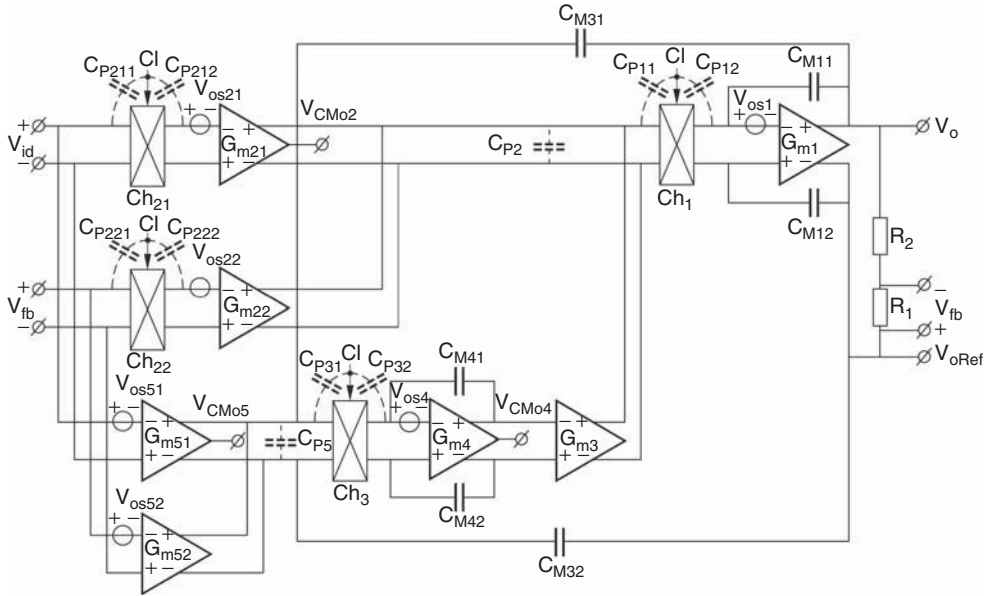 C_M31
Cl
C_P211 C_P212
V_os21
+ −
V_CMo2
C_P11 Cl C_P12
C_M11
V_os1
+ −
+
V_id
−
− +
G_m21
+ −
C_P2
− +
G_m1
+ −
V_o
Ch_21
Ch_1
C_M12
Cl
C_P221 C_P222
V_os22
R_2
+
V_fb
−
− +
G_m22
+ −
R_1
−
V_fb
+
Ch_22
C_P31 Cl C_P32
C_M41
V_oRef
V_os51
+ −
V_CMo5
V_os4
+ −
V_CMo4
− +
G_m51
+ −
C_P5
− +
G_m4
+ −
− +
G_m3
+ −
Ch_3
V_os52
+ −
C_M42
− +
G_m52
+ −
C_M32